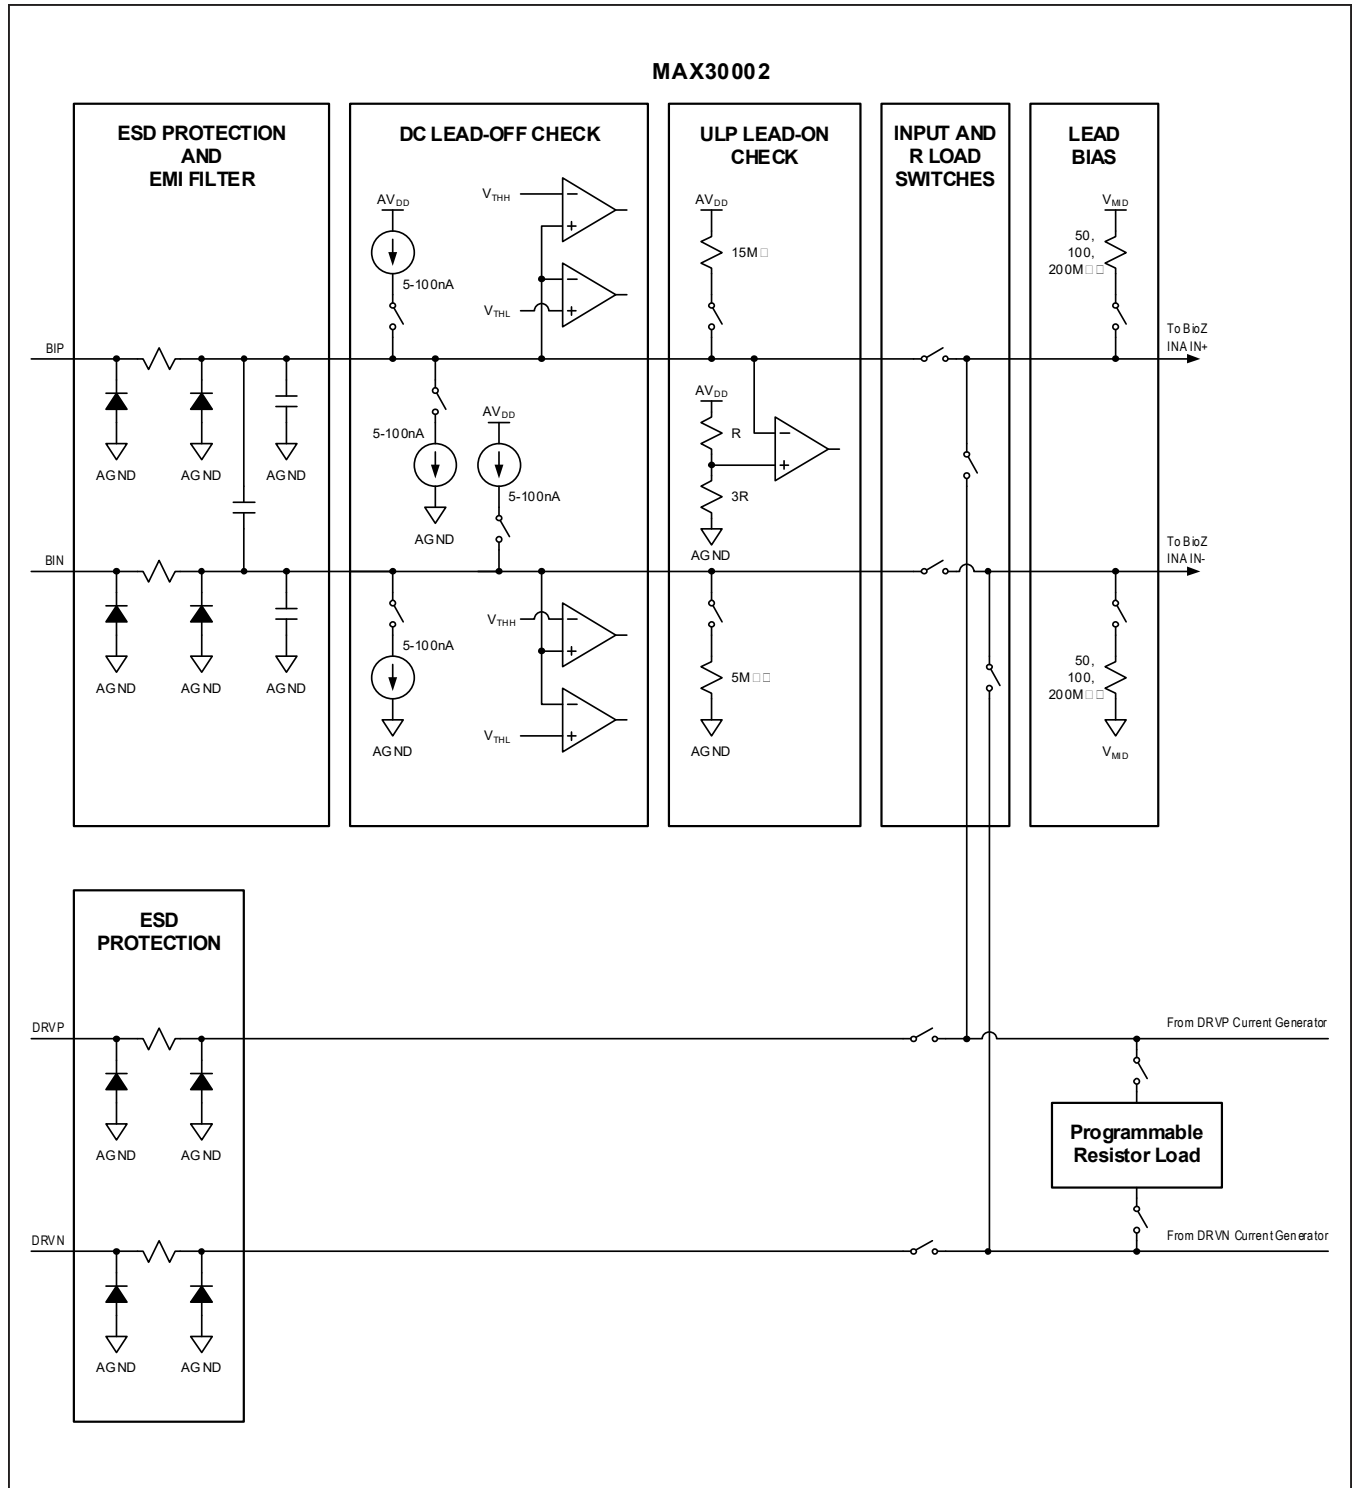 MAX30002
ESD PROTECTION
AND
EMI FILTER
DC LEAD-OFF CHECK
ULP LEAD-ON
CHECK
INPUT AND
R LOAD
SWITCHES
LEAD
BIAS
AVDD
VTHH
5-100nA
VTHL
AVDD
15M□
VMID
50,
100,
200M□□
BIP
To BioZ
INA IN+
AGND
AGND
AGND
5-100nA
AVDD
5-100nA
AGND
AVDD
R
3R
AGND
BIN
To BioZ
INA IN-
AGND
AGND
AGND
5-100nA
AGND
VTHH
VTHL
5M□□
AGND
50,
100,
200M□□
VMID
ESD
PROTECTION
DRVP
From DRVP Current Generator
AGND
AGND
Programmable
Resistor Load
DRVN
From DRVN Current Generator
AGND
AGND